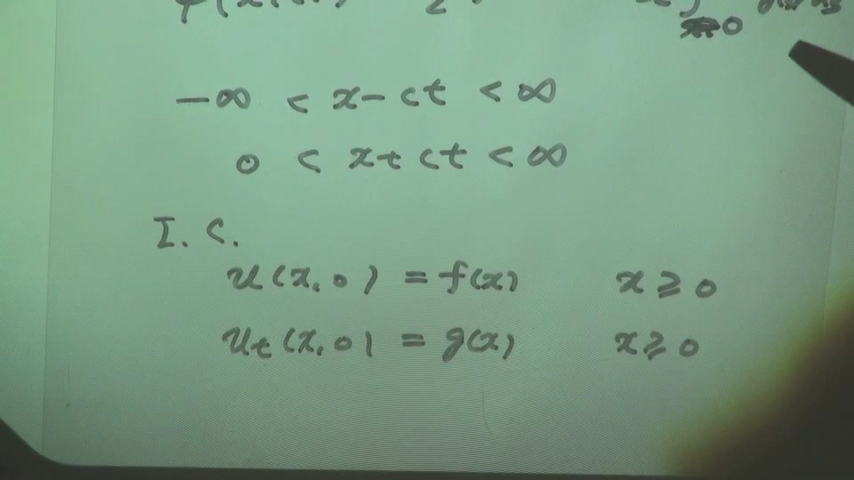 -∞ < x-ct < ∞
0 < x+ct < ∞
I.C.
u(x,0) = f(x) x ≥ 0
u_t(x,0) = g(x) x ≥ 0